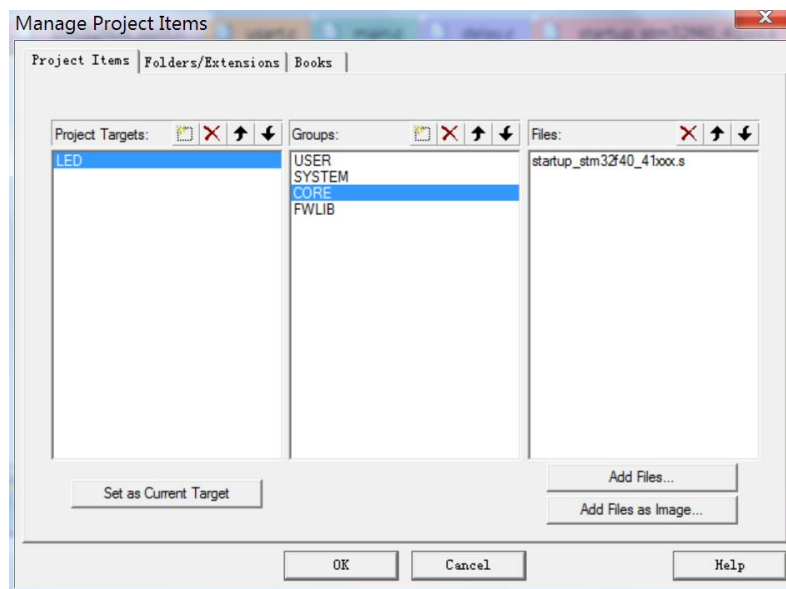 Manage Project Items
Project Items Folders/Extensions Books
Project Targets:
LED
Set as Current Target
Groups:
USER
SYSTEM
CORE
FWLIB
Files:
startup_stm32f40_41xxx.s
Add Files...
Add Files as Image...
OK Cancel Help